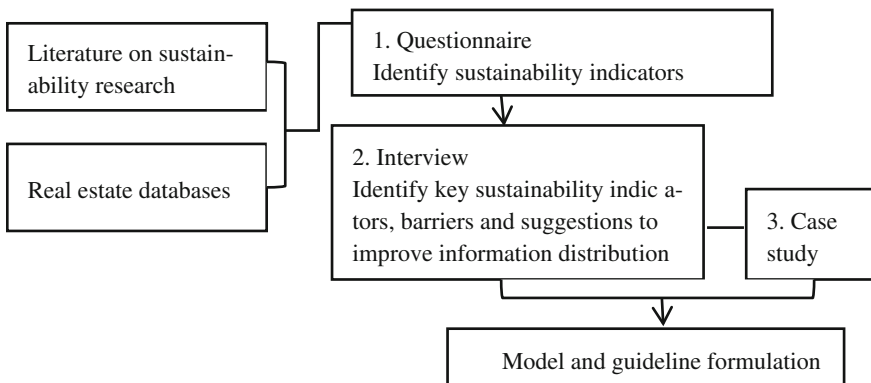 Literature on sustain-
ability research
Real estate databases
1. Questionnaire
Identify sustainability indicators
2. Interview
Identify key sustainability indic a-
tors, barriers and suggestions to
improve information distribution
3. Case
study
Model and guideline formulation